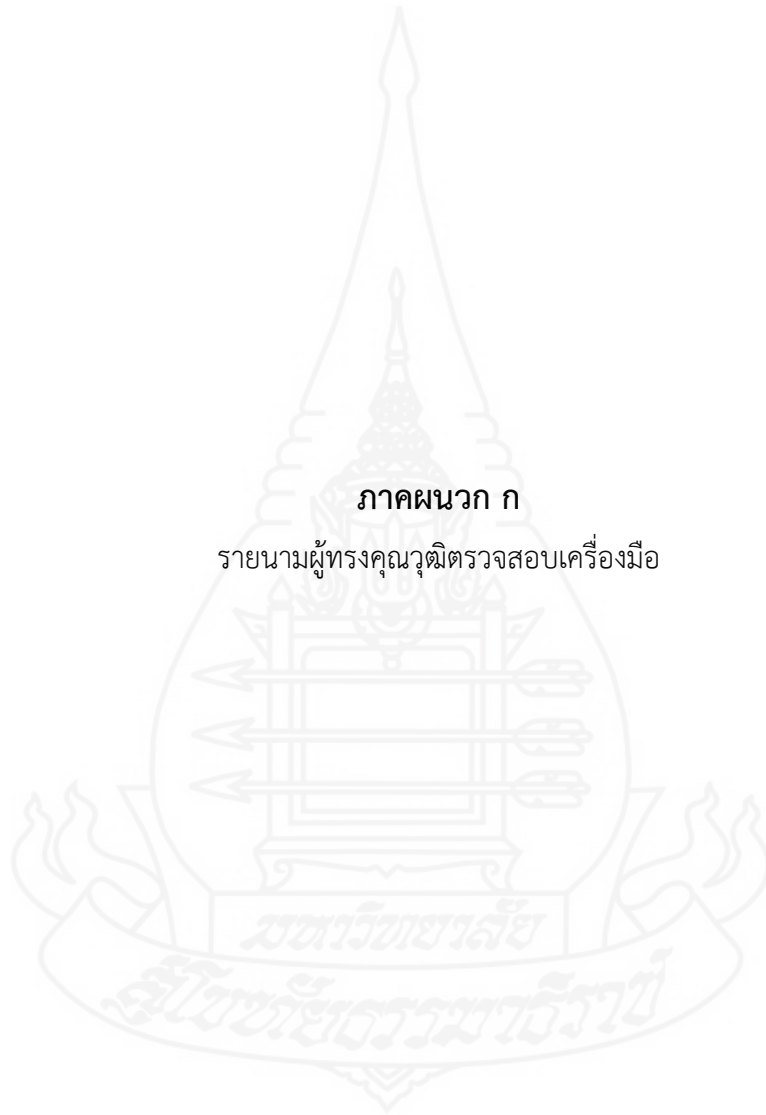 ภาคผนวก ก
รายนามผู้ทรงคุณวุฒิตรวจสอบเครื่องมือ
มหาวิทยาลัย
สุโขทัยธรรมาธิราช